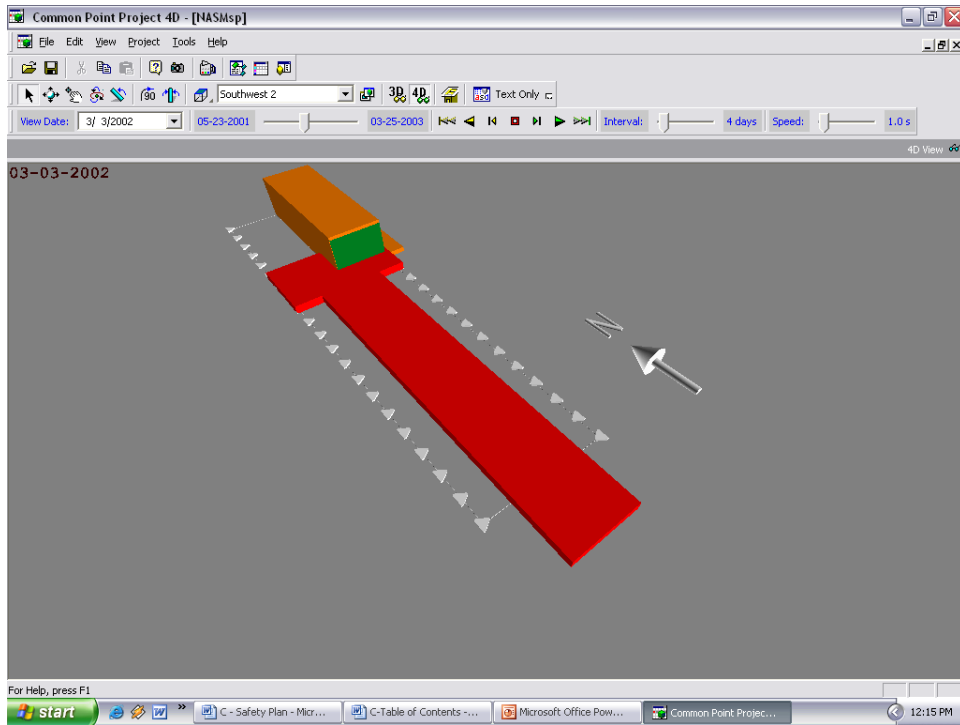 Common Point Project 4D - [NASMsp]
File Edit View Project Tools Help
90 Southwest 2 3D 4D Text Only
View Date: 3/ 3/2002 05-23-2001 03-25-2003 Interval: 4 days Speed: 1.0 s
4D View
03-03-2002
N
For Help, press F1
start W » C - Safety Plan - Micr... C-Table of Contents -... Microsoft Office Pow... Common Point Projec... 12:15 PM